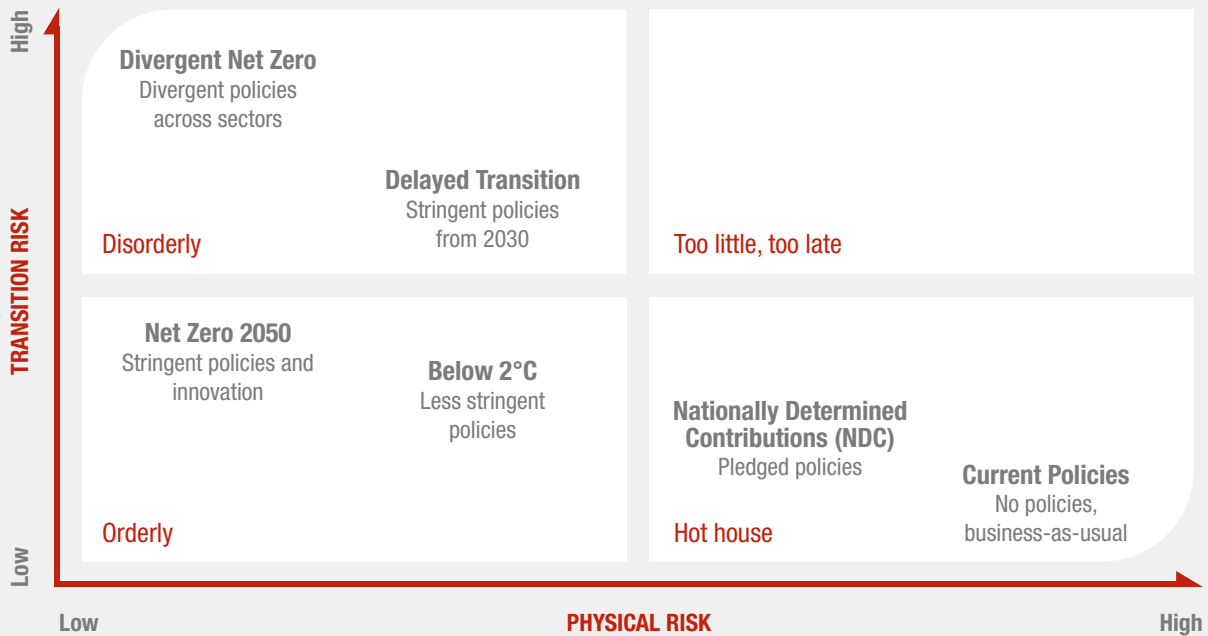 High
TRANSITION RISK
Low
Divergent Net Zero
Divergent policies
across sectors
Delayed Transition
Stringent policies
from 2030
Disorderly
Too little, too late
Net Zero 2050
Stringent policies and
innovation
Below 2°C
Less stringent
policies
Orderly
Nationally Determined
Contributions (NDC)
Pledged policies
Current Policies
No policies,
business-as-usual
Hot house
Low
PHYSICAL RISK
High